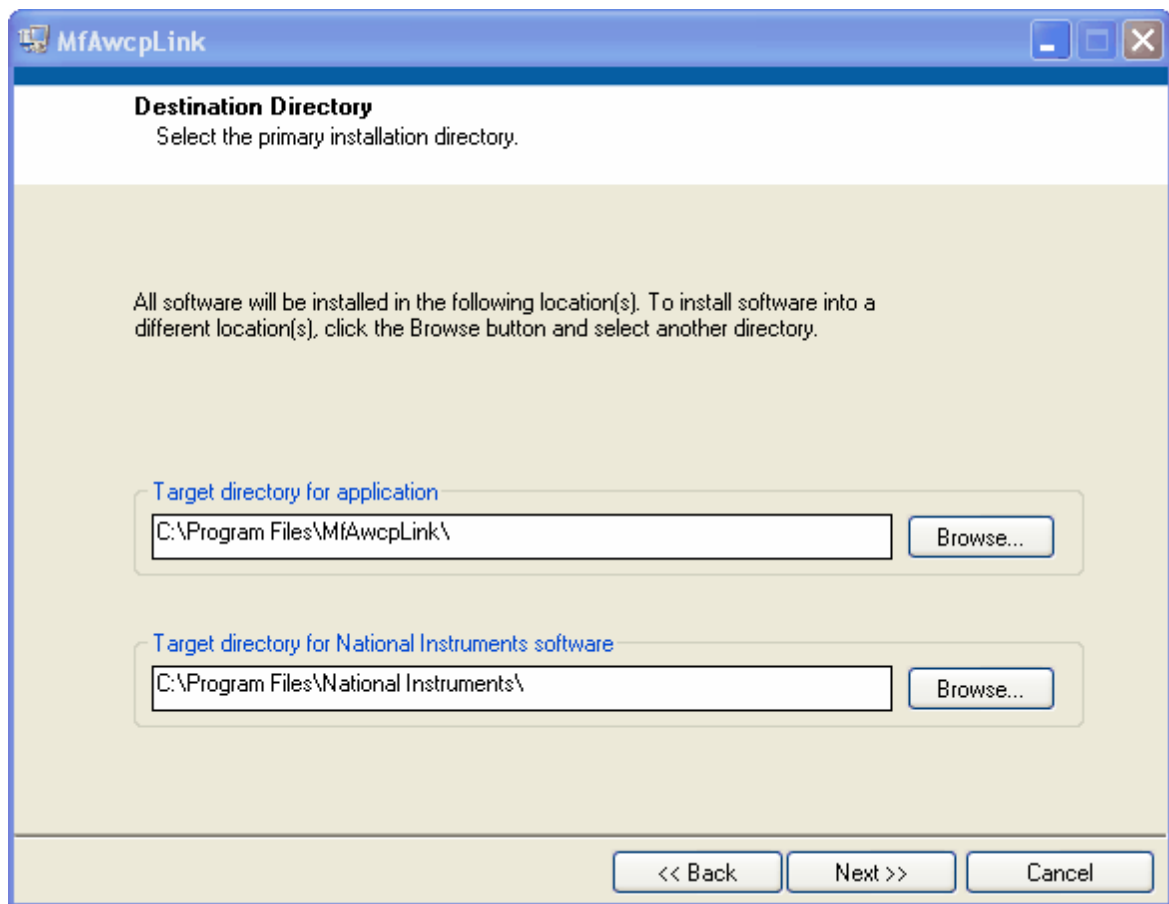 MfAwcpLink
Destination Directory
Select the primary installation directory.
All software will be installed in the following location(s). To install software into a
different location(s), click the Browse button and select another directory.
Target directory for application
C:\Program Files\MfAwcpLink\
Browse...
Target directory for National Instruments software
C:\Program Files\National Instruments\
Browse...
<< Back
Next >>
Cancel